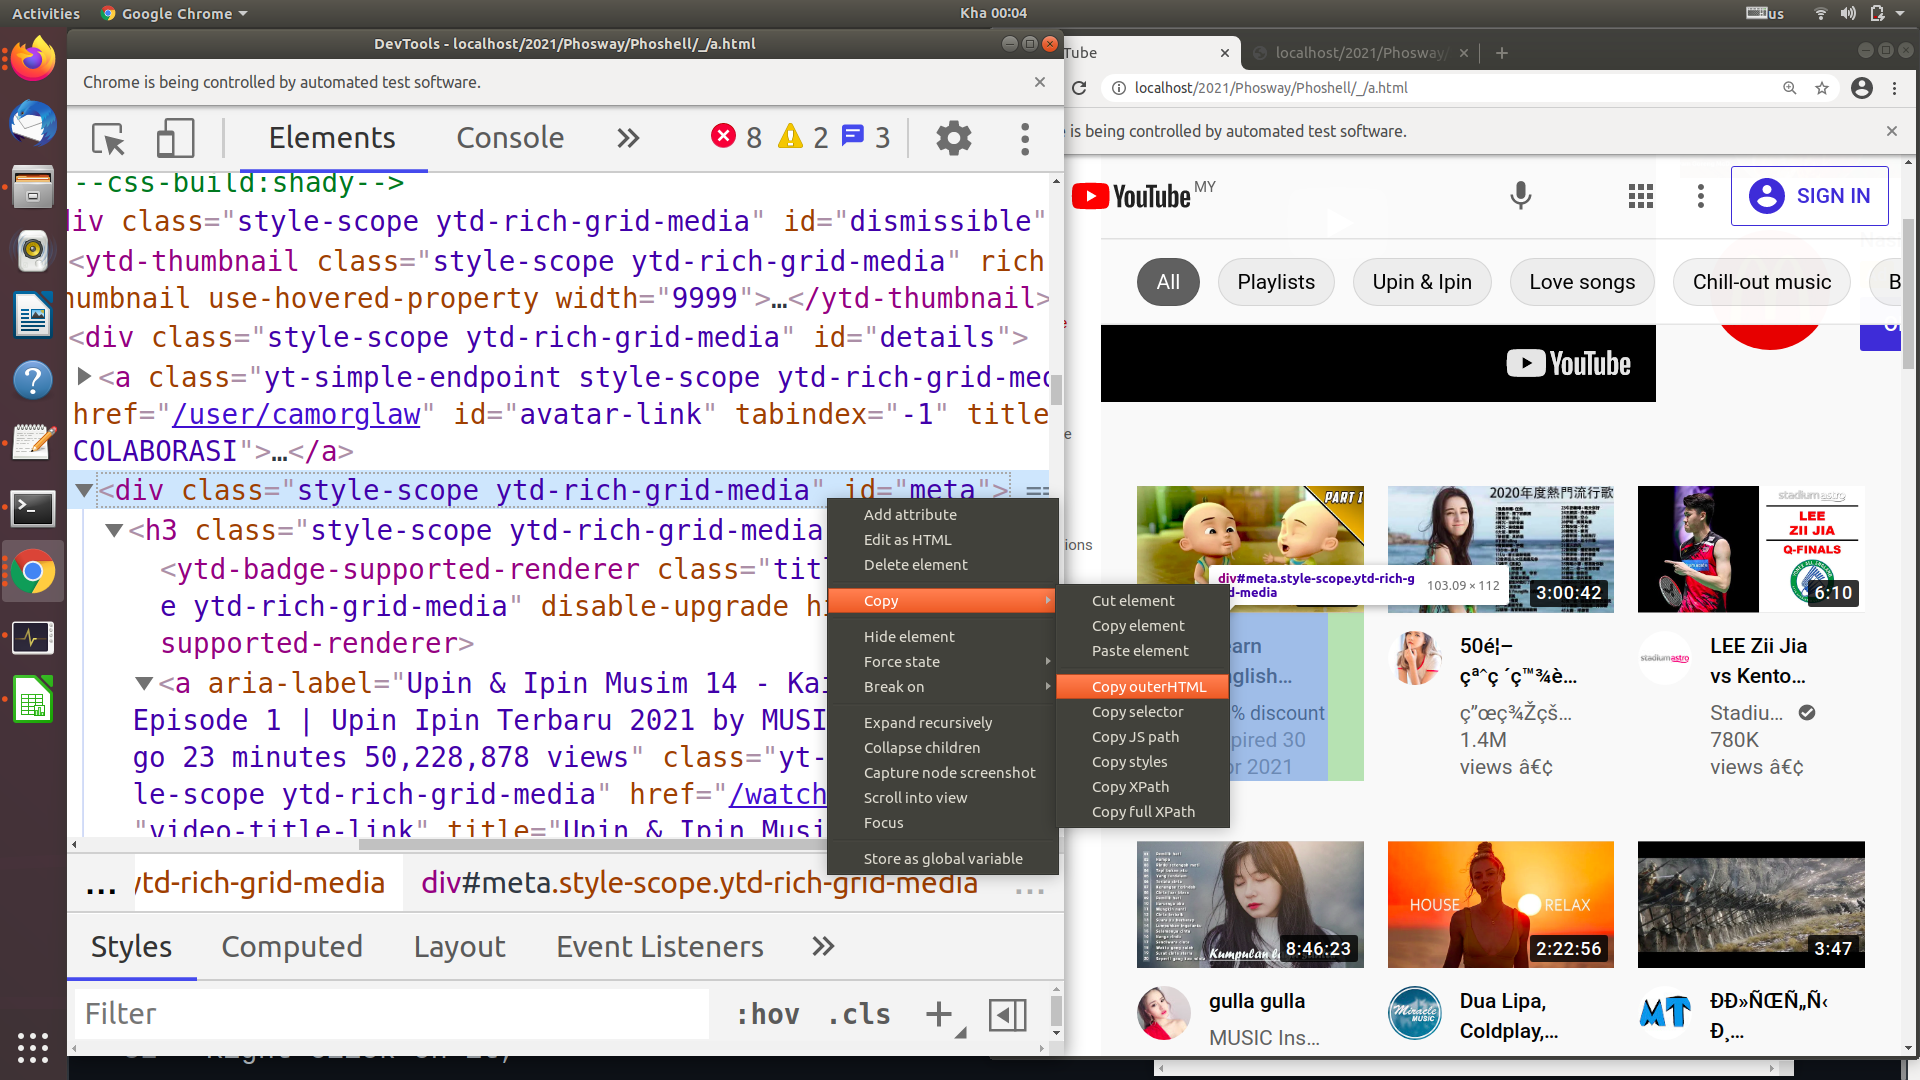 Activities
Google Chrome
Kha 00:04
us
DevTools - localhost/2021/Phosway/Phoshell/_/a.html
Chrome is being controlled by automated test software.
Elements
Console
8
2
3
--css-build:shady-->
div class="style-scope ytd-rich-grid-media" id="dismissible"
<ytd-thumbnail class="style-scope ytd-rich-grid-media" rich
humbnail use-hovered-property width="9999">…</ytd-thumbnail>
<div class="style-scope ytd-rich-grid-media" id="details">
<a class="yt-simple-endpoint style-scope ytd-rich-grid-med
href="/user/camorglaw" id="avatar-link" tabindex="-1" title
COLABORASI">…</a>
<div class="style-scope ytd-rich-grid-media" id="meta"> ==
<h3 class="style-scope ytd-rich-grid-media
<ytd-badge-supported-renderer class="titl
e ytd-rich-grid-media" disable-upgrade hi
supported-renderer>
<a aria-label="Upin & Ipin Musim 14 - Kai
Episode 1 | Upin Ipin Terbaru 2021 by MUSI
go 23 minutes 50,228,878 views" class="yt-
le-scope ytd-rich-grid-media" href="/watch
"video-title-link" title="Upin & Ipin Musi
... ytd-rich-grid-media
div#meta.style-scope.ytd-rich-grid-media
...
Styles
Computed
Layout
Event Listeners
Filter
:hov
.cls
Add attribute
Edit as HTML
Delete element
Copy
Hide element
Force state
Break on
Expand recursively
Collapse children
Capture node screenshot
Scroll into view
Focus
Store as global variable
Cut element
Copy element
Paste element
Copy outerHTML
Copy selector
Copy JS path
Copy styles
Copy XPath
Copy full XPath
Tube
localhost/2021/Phosway/
localhost/2021/Phosway/Phoshell/_/a.html
is being controlled by automated test software.
YouTube MY
SIGN IN
All
Playlists
Upin & Ipin
Love songs
Chill-out music
B
YouTube
e
ions
PART 1
div#meta.style-scope.ytd-rich-g
d-media
103.09 × 112
earn
glish...
% discount
pired 30
or 2021
2020年度熱門流行歌
3:00:42
50é¦–
çªˆç ´ç™¾è...
ç”œç¾Žçš...
1.4M
views â€¢
stadiumastro
LEE
ZII JIA
Q-FINALS
6:10
stadiumastro
LEE Zii Jia
vs Kento...
Stadiu...
780K
views â€¢
Kumpulan
8:46:23
gulla gulla
MUSIC Ins...
HOUSE
RELAX
2:22:56
Miracle
MUSIC
Dua Lipa,
Coldplay,...
3:47
MT
ÐÐ»ÑŒÑ„Ñ‹
Ð¸...